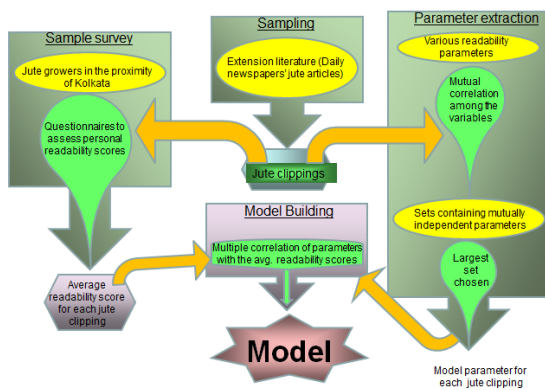 Sample survey
Jute growers in the proximity
of Kolkata
Questionnaires to
assess personal
readability scores
Average
readability score
for each jute
clipping
Sampling
Extension literature (Daily
newspapers' jute articles)
Jute clippings
Model Building
Multiple correlation of parameters
with the avg. readability scores
Model
Parameter extraction
Various readability
parameters
Mutual
correlation
among the
variables
Sets containing mutually
independent parameters
Largest
set
chosen
Model parameter for
each jute clipping